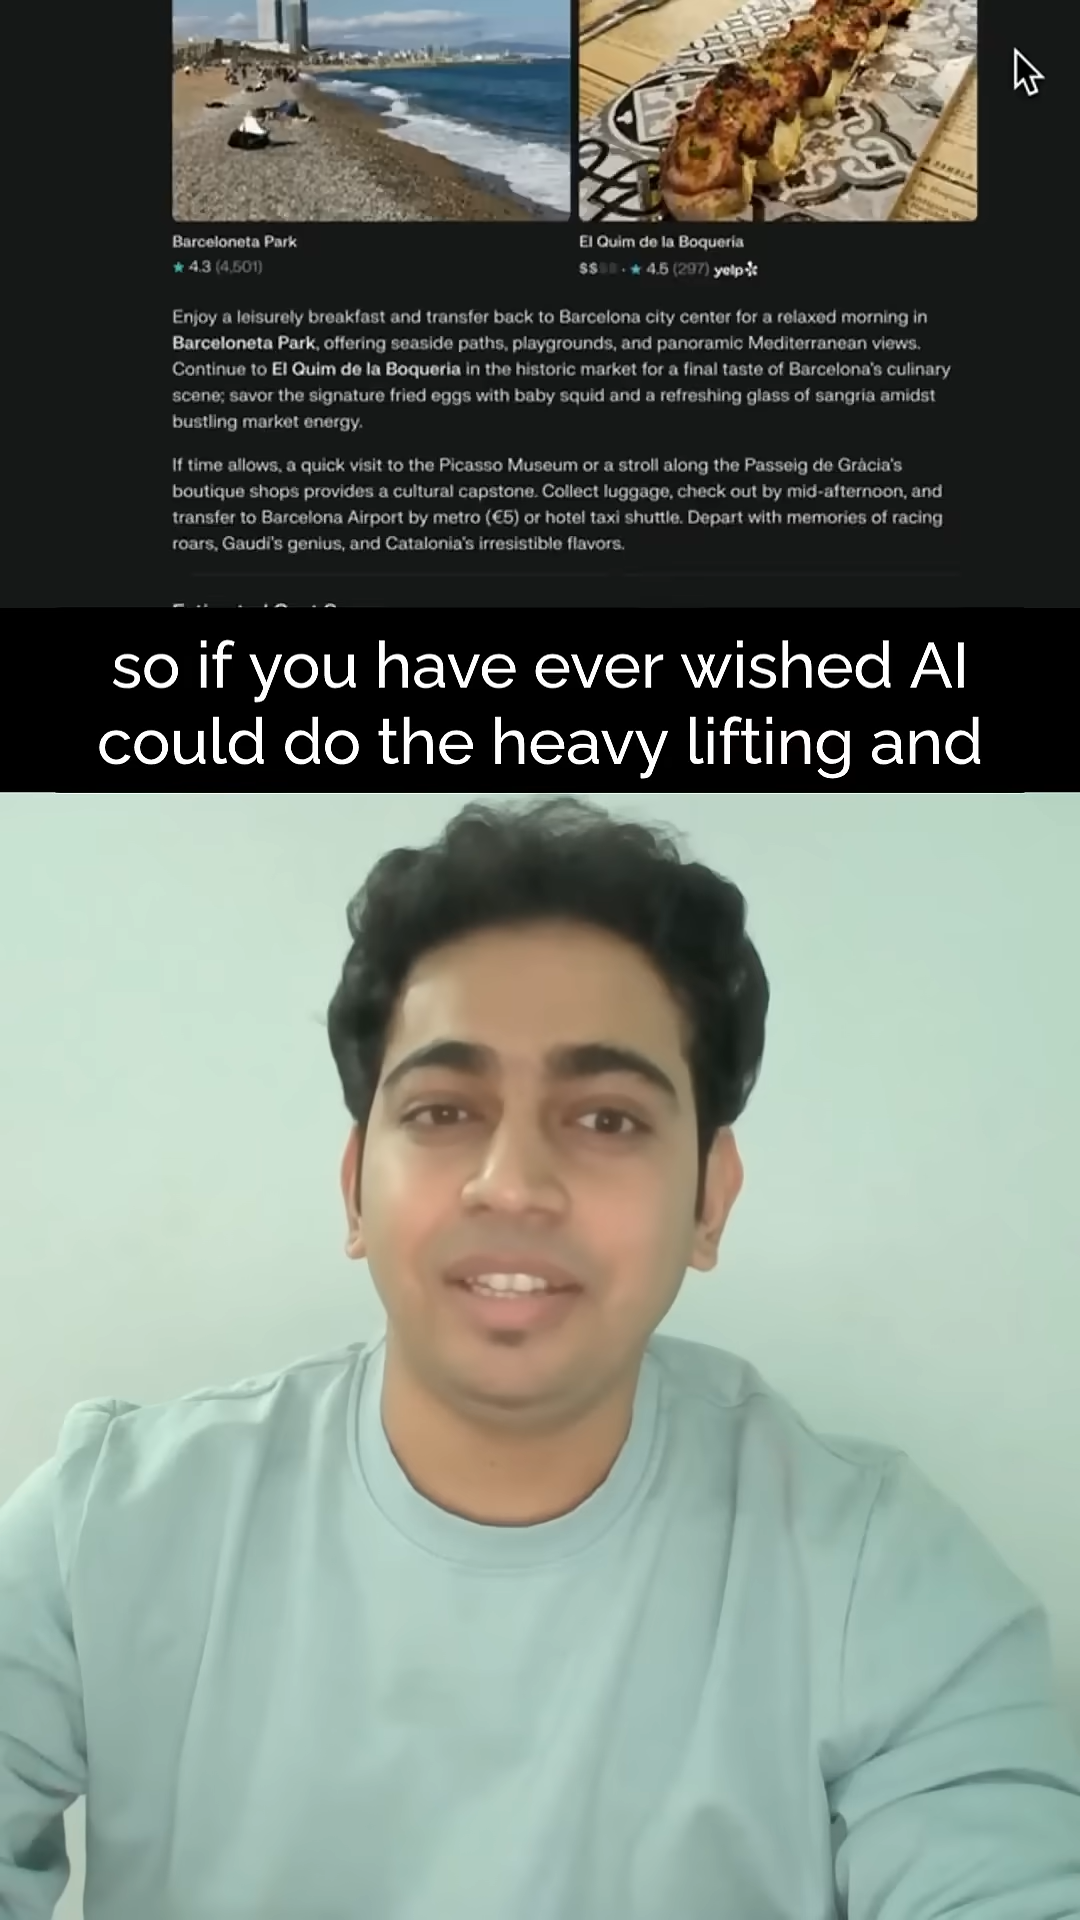 Barceloneta Park
★ 4.3 (4,501)
El Quim de la Boqueria
$$ · ★ 4.5 (297) yelp
Enjoy a leisurely breakfast and transfer back to Barcelona city center for a relaxed morning in
Barceloneta Park, offering seaside paths, playgrounds, and panoramic Mediterranean views.
Continue to El Quim de la Boqueria in the historic market for a final taste of Barcelona's culinary
scene; savor the signature fried eggs with baby squid and a refreshing glass of sangria amidst
bustling market energy.
If time allows, a quick visit to the Picasso Museum or a stroll along the Passeig de Gràcia's
boutique shops provides a cultural capstone. Collect luggage, check out by mid-afternoon, and
transfer to Barcelona Airport by metro (€5) or hotel taxi shuttle. Depart with memories of racing
roars, Gaudí's genius, and Catalonia's irresistible flavors.
so if you have ever wished AI
could do the heavy lifting and